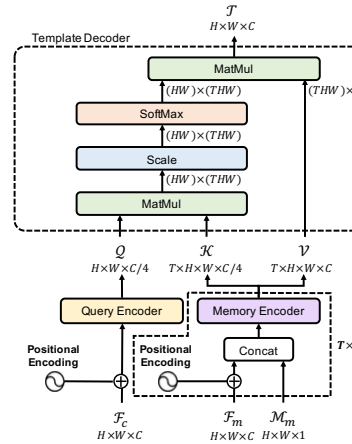 𝒯
H×W×C
Template Decoder
MatMul
(HW)×(THW)
(THW)×
SoftMax
(HW)×(THW)
Scale
(HW)×(THW)
MatMul
𝒬 𝒦 𝒱
H×W×C/4 T×H×W×C/4 T×H×W×C
Query Encoder Memory Encoder
T×
Positional Encoding Positional Encoding
Concat
ℱc ℱm ℳm
H×W×C H×W×C H×W×1